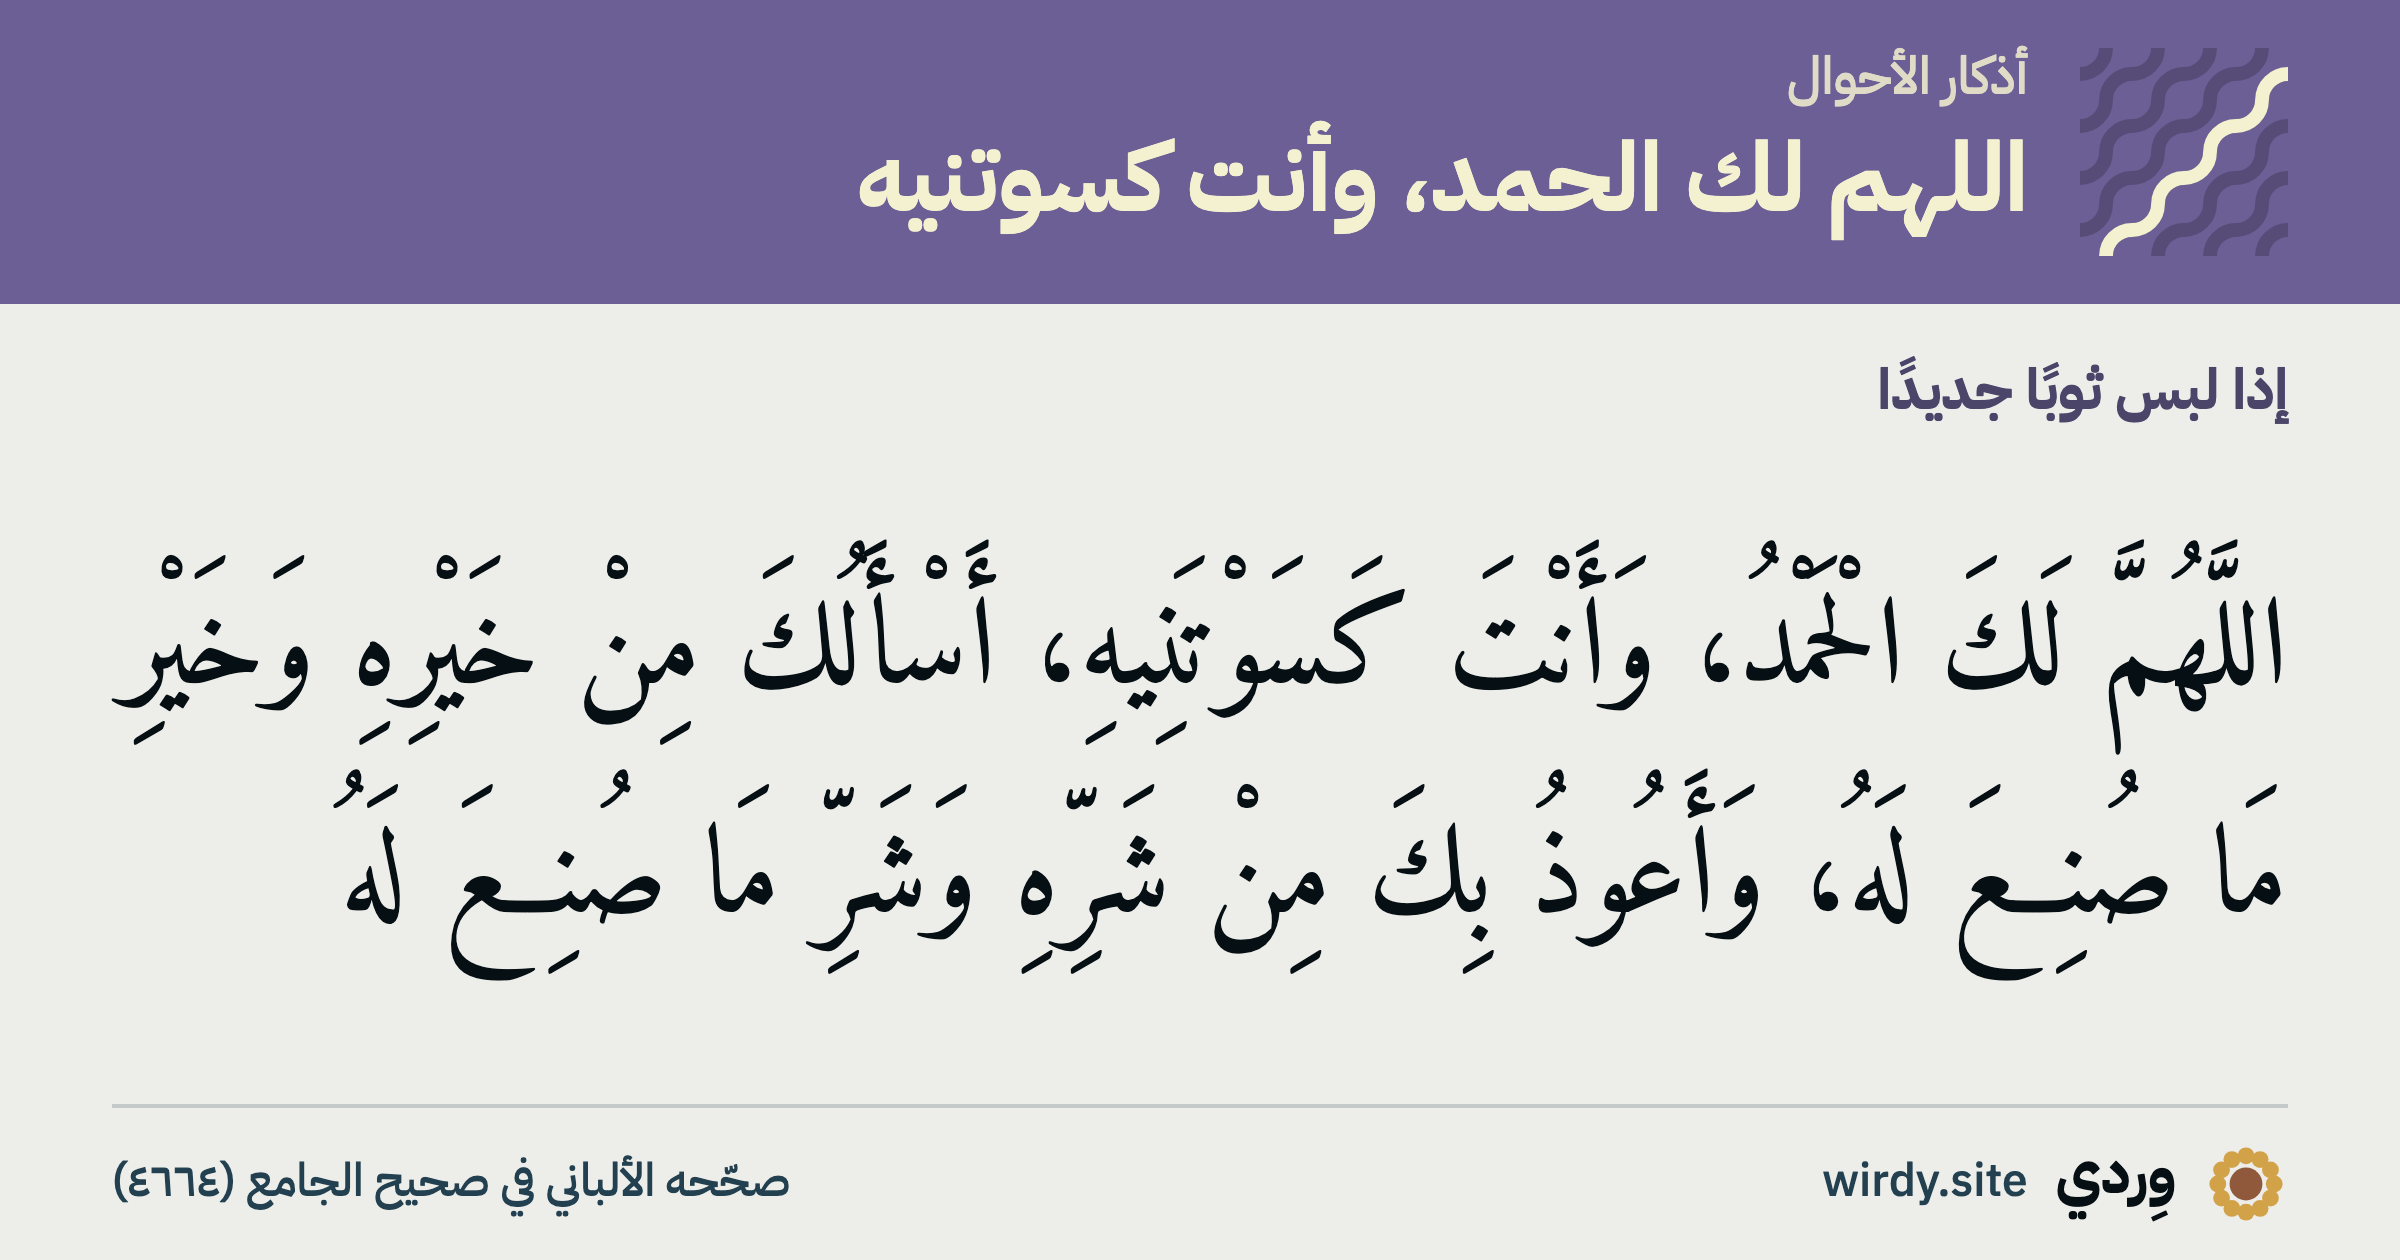 أذكار الأحوال
اللهم لك الحمد، وأنت كسوتنيه
إذا لبس ثوبًا جديدًا
اللَّهُمَّ لَكَ الْحَمْدُ، وَأَنْتَ كَسَوْتَنِيهِ، أَسْأَلُكَ مِنْ خَيْرِهِ وَخَيْرِ
مَا صُنِعَ لَهُ، وَأَعُوذُ بِكَ مِنْ شَرِّهِ وَشَرِّ مَا صُنِعَ لَهُ
وِردي wirdy.site
صحّحه الألباني في صحيح الجامع (٤٦٦٤)